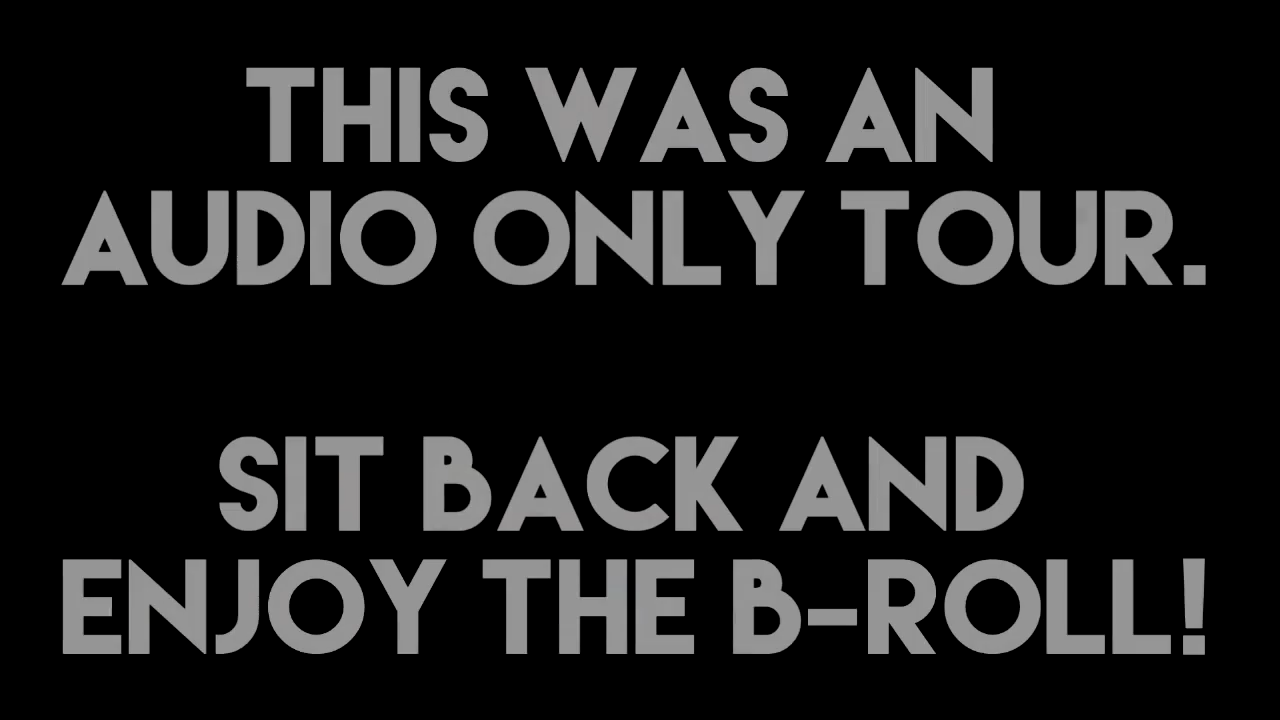 THIS WAS AN
AUDIO ONLY TOUR.
SIT BACK AND
ENJOY THE B-ROLL!